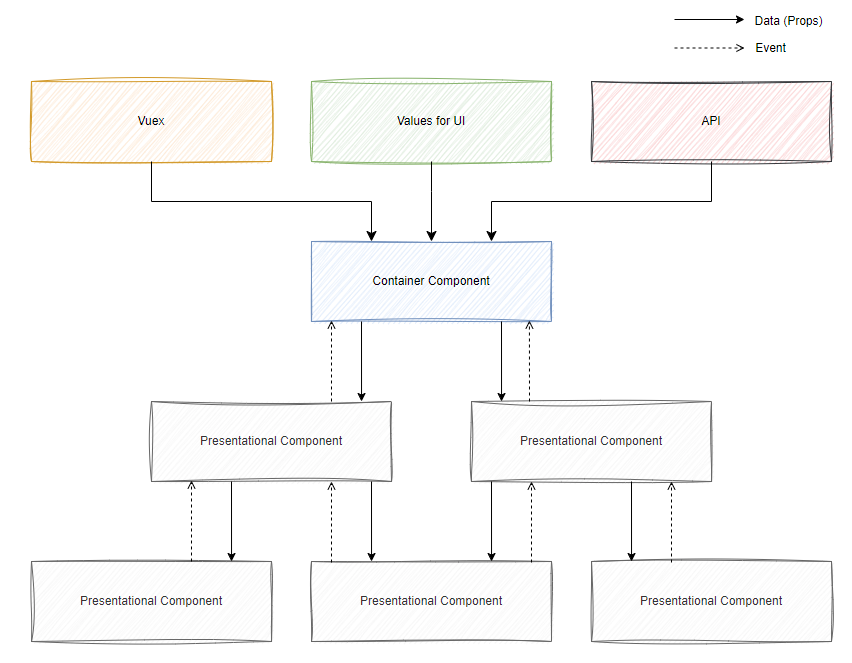 Data (Props)
Event
Vuex
Values for UI
API
Container Component
Presentational Component
Presentational Component
Presentational Component
Presentational Component
Presentational Component